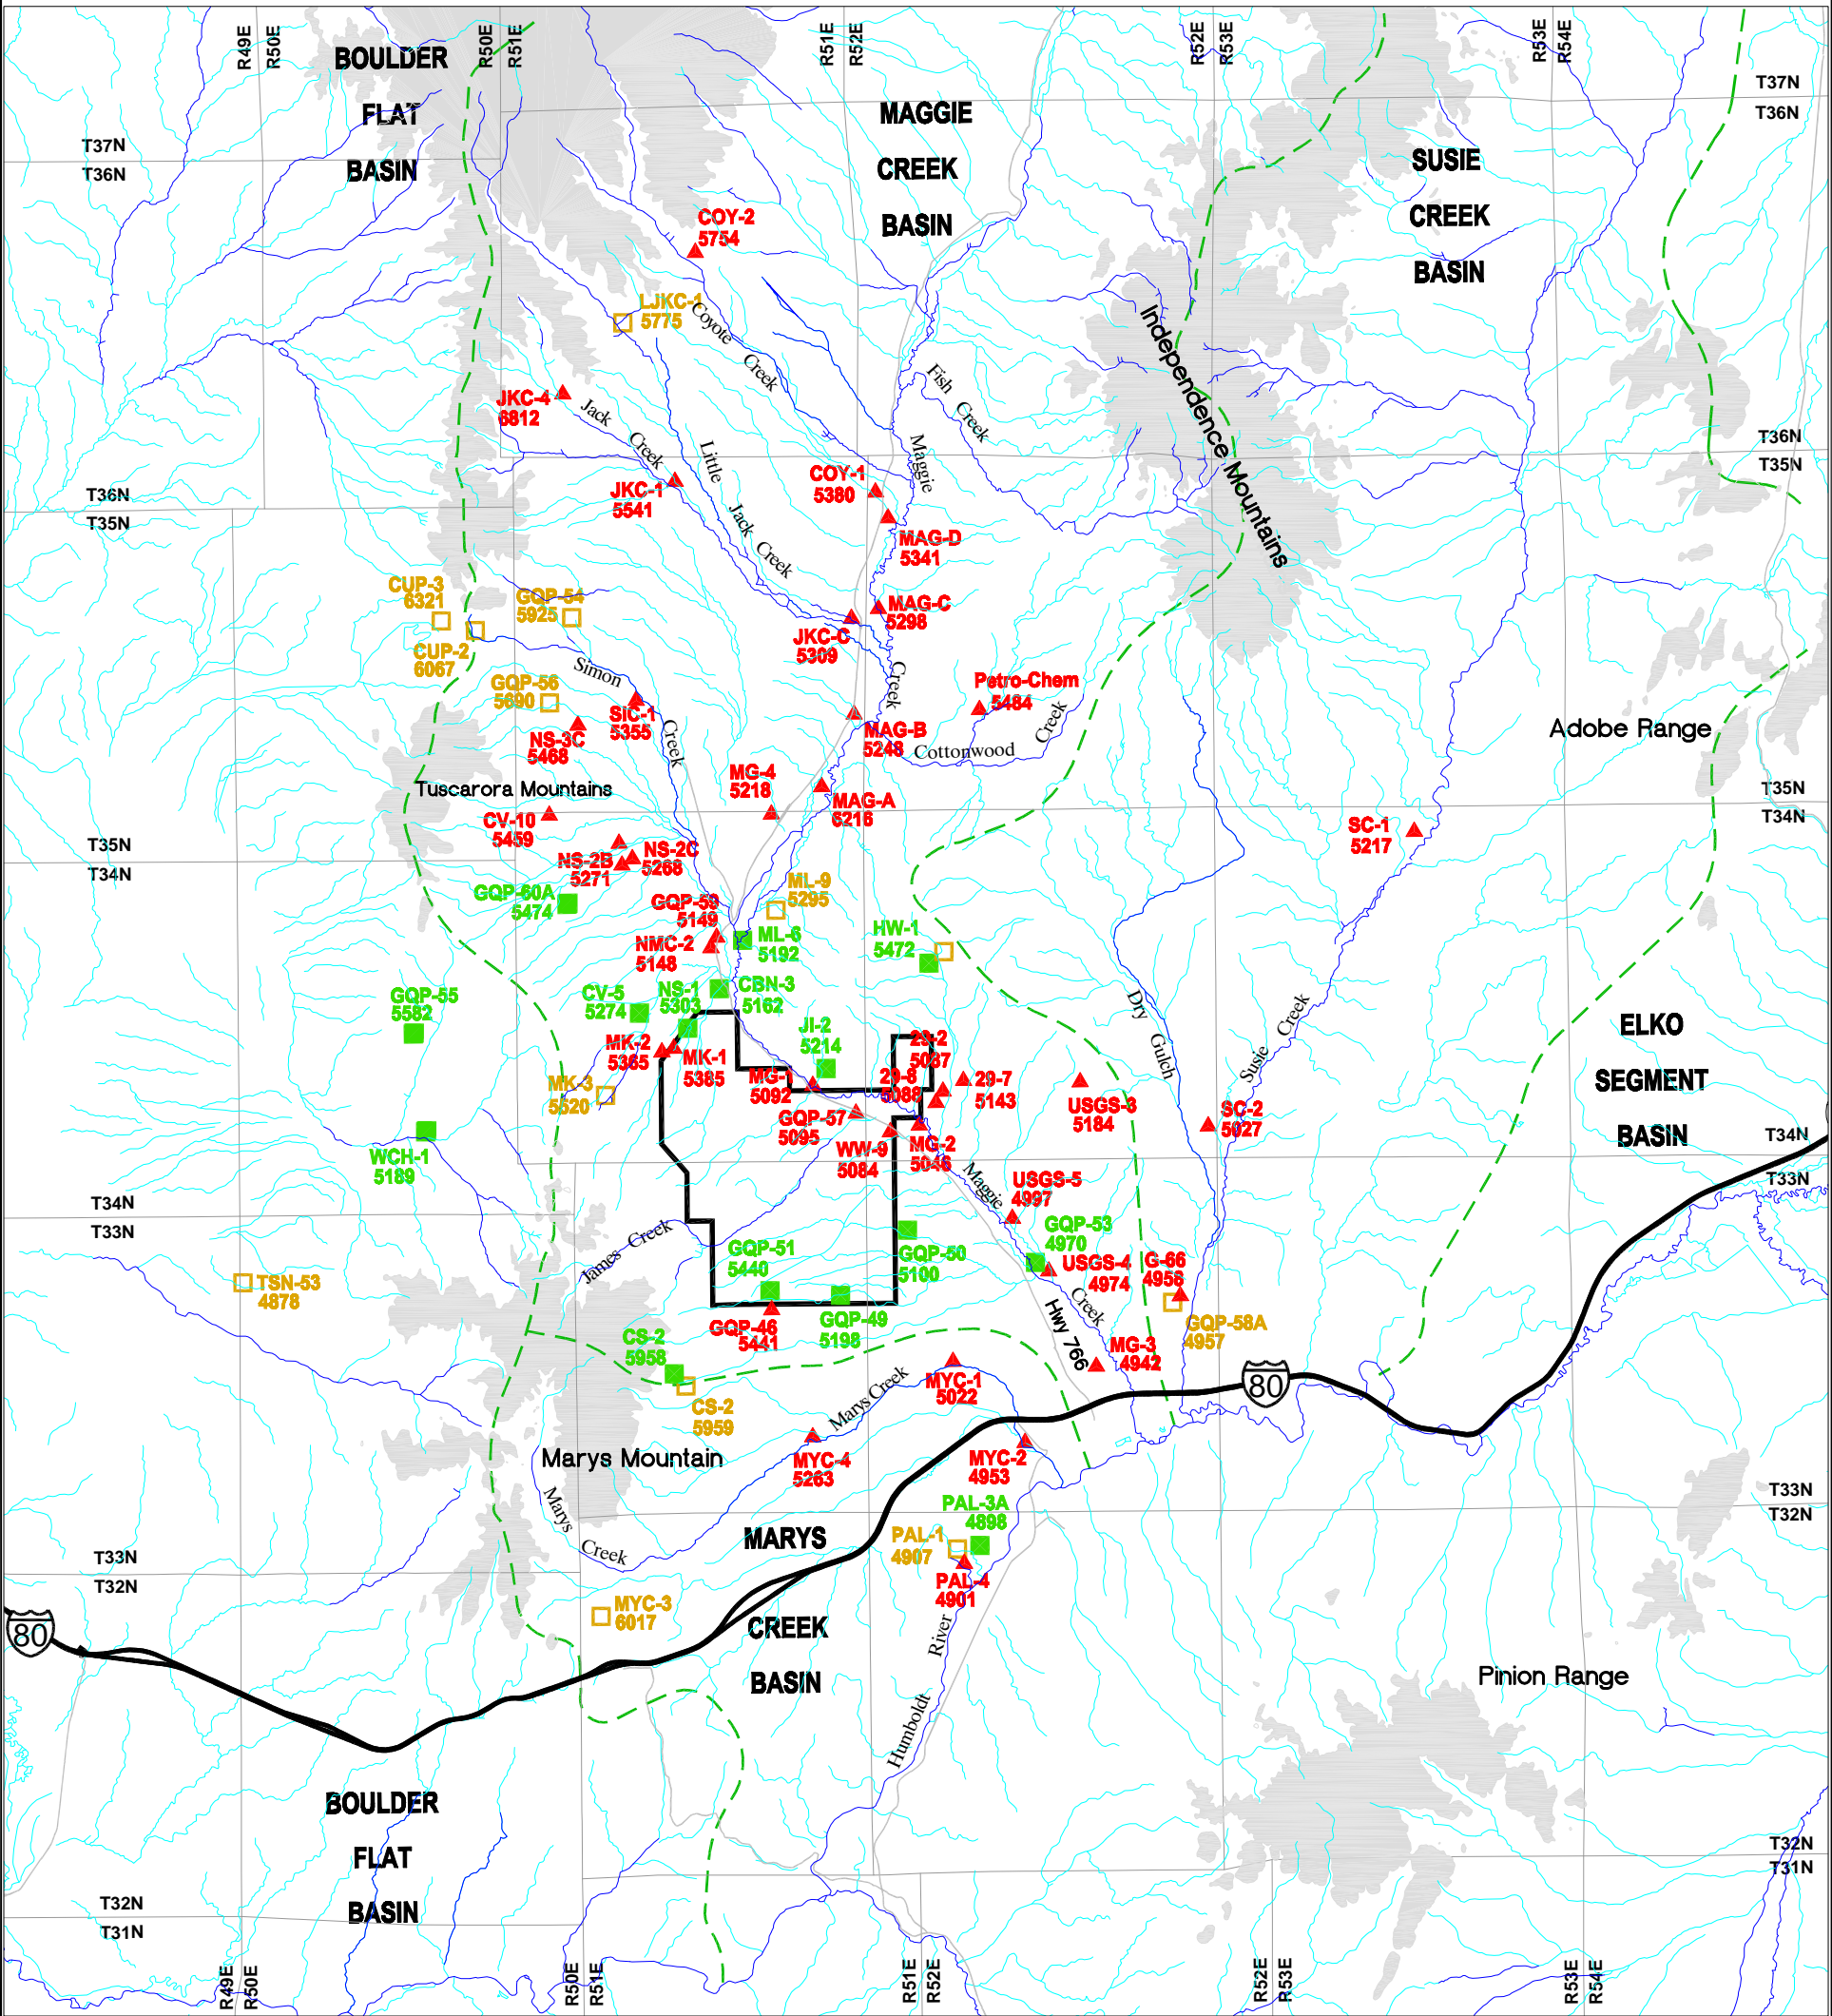 R49E
R50E
R50E
R51E
R51E
R52E
R52E
R53E
R53E
R54E
BOULDER
FLAT
BASIN
MAGGIE
CREEK
BASIN
SUSIE
CREEK
BASIN
T37N
T36N
T37N
T36N
COY-2
5754
LJKC-1
5775
Coyote Creek
Independence Mountains
Fish Creek
JKC-4
6812
Jack Creek
Little Jack Creek
Maggie Creek
JKC-1
5541
COY-1
5380
MAG-D
5341
T36N
T35N
T36N
T35N
CUP-3
6321
GQP-54
5925
MAG-C
5298
JKC-C
5309
CUP-2
6067
Simon Creek
GQP-56
5690
SIC-1
5355
NS-3C
5468
Petro-Chem
5484
MAG-B
5248
Cottonwood Creek
Adobe Range
Tuscarora Mountains
MG-4
5218
MAG-A
5216
T35N
T34N
CV-10
5459
SC-1
5217
T35N
T34N
NS-2B
5271
NS-2C
5268
GQP-60A
5474
GQP-59
5149
ML-9
5295
NMC-2
5148
ML-6
5192
HW-1
5472
GQP-55
5582
CV-5
5274
NS-1
5303
CBN-3
5162
JI-2
5214
Dry Gulch
Susie Creek
ELKO
SEGMENT
BASIN
MK-2
5365
MK-1
5385
MK-3
5520
MG-1
5092
29-2
5087
29-8
5088
29-7
5143
USGS-3
5184
SC-2
5027
GQP-57
5095
WW-9
5084
MG-2
5046
WCH-1
5189
T34N
T33N
T34N
T33N
Maggie Creek
USGS-5
4997
GQP-53
4970
USGS-4
4974
G-66
4958
GQP-58A
4957
James Creek
GQP-51
5440
GQP-50
5100
TSN-53
4878
GQP-46
5441
GQP-49
5198
Hwy 766
MG-3
4942
CS-2
5958
CS-2
5959
MYC-1
5022
Marys Creek
80
Marys Mountain
MYC-4
5263
MYC-2
4953
Marys Creek
PAL-3A
4898
PAL-1
4907
PAL-4
4901
T33N
T32N
T33N
T32N
MARYS
CREEK
BASIN
MYC-3
6017
80
Humboldt River
Pinion Range
BOULDER
FLAT
BASIN
T32N
T31N
T32N
T31N
R49E
R50E
R50E
R51E
R51E
R52E
R52E
R53E
R53E
R54E